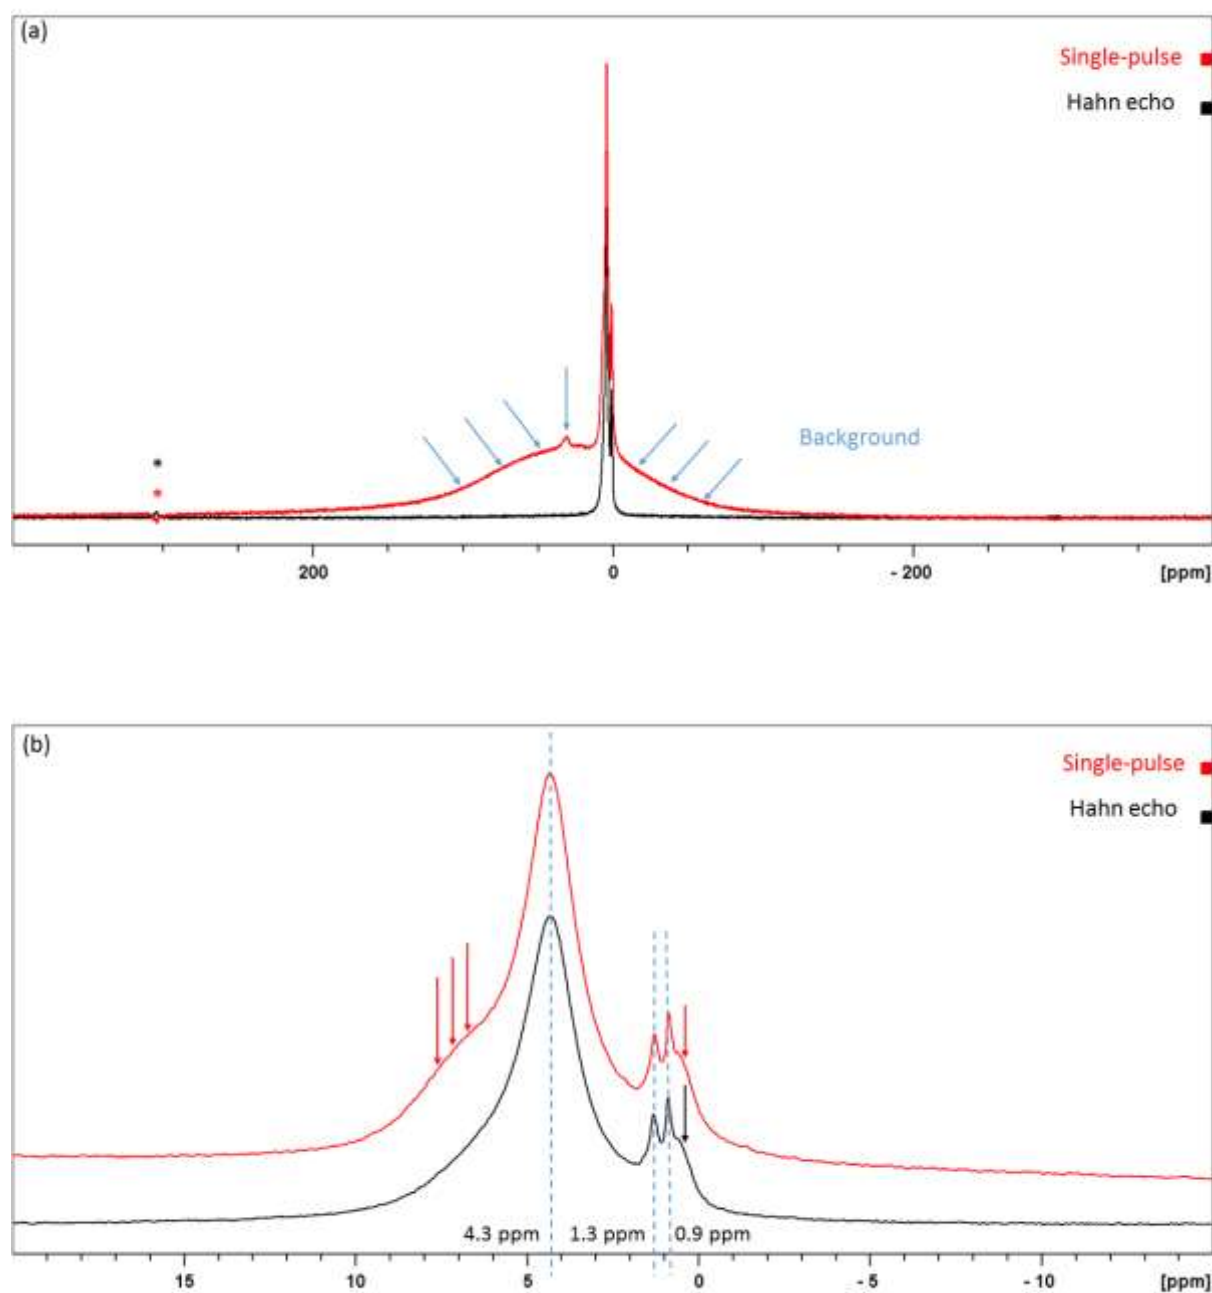 (a)
Single-pulse
Hahn echo
Background
*
*
200
0
- 200
[ppm]
(b)
Single-pulse
Hahn echo
4.3 ppm
1.3 ppm
0.9 ppm
15
10
5
0
- 5
- 10
[ppm]